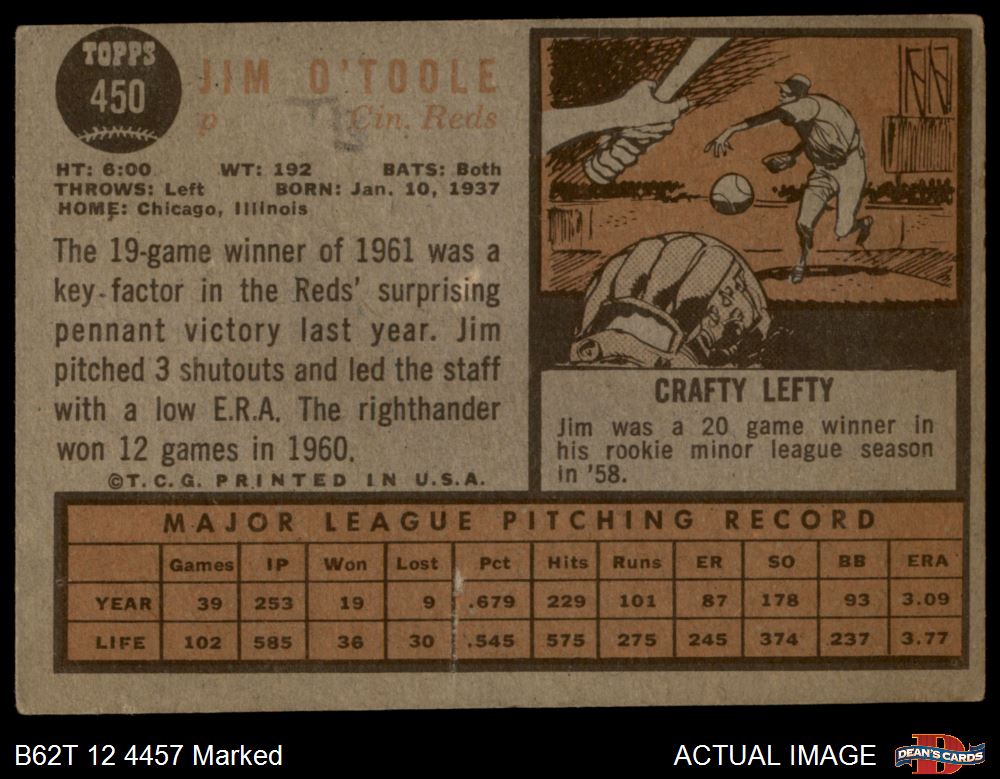 TOPPS
450
JIM O'TOOLE
p Cin. Reds
HT: 6:00 WT: 192 BATS: Both
THROWS: Left BORN: Jan. 10, 1937
HOME: Chicago, Illinois
The 19-game winner of 1961 was a
key factor in the Reds' surprising
pennant victory last year. Jim
pitched 3 shutouts and led the staff
with a low E.R.A. The righthander
won 12 games in 1960.
©T.C.G. PRINTED IN U.S.A.
CRAFTY LEFTY
Jim was a 20 game winner in
his rookie minor league season
in '58.
MAJOR LEAGUE PITCHING RECORD
Games IP Won Lost Pct Hits Runs ER SO BB ERA
YEAR 39 253 19 9 .679 229 101 87 178 93 3.09
LIFE 102 585 36 30 .545 575 275 245 374 237 3.77
B62T 12 4457 Marked
ACTUAL IMAGE
DEAN'S CARDS